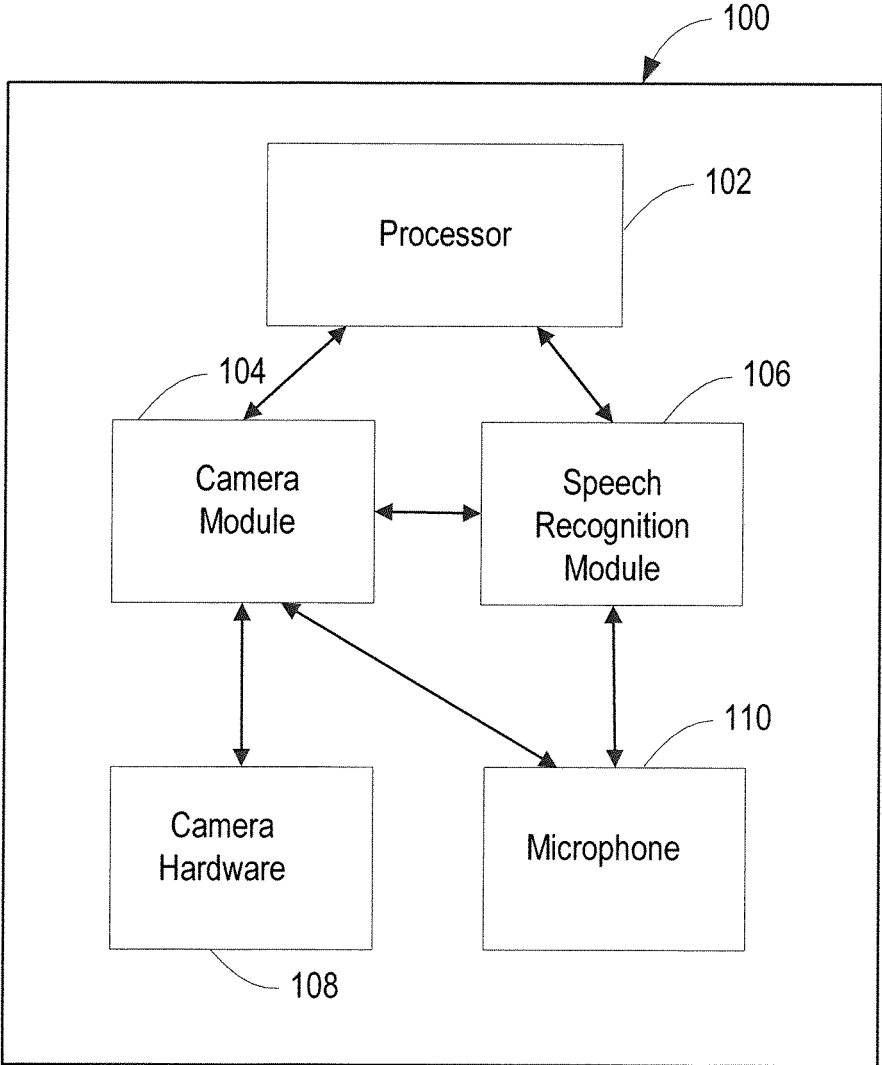 100
102
Processor
104
106
Camera
Module
Speech
Recognition
Module
110
Camera
Hardware
Microphone
108